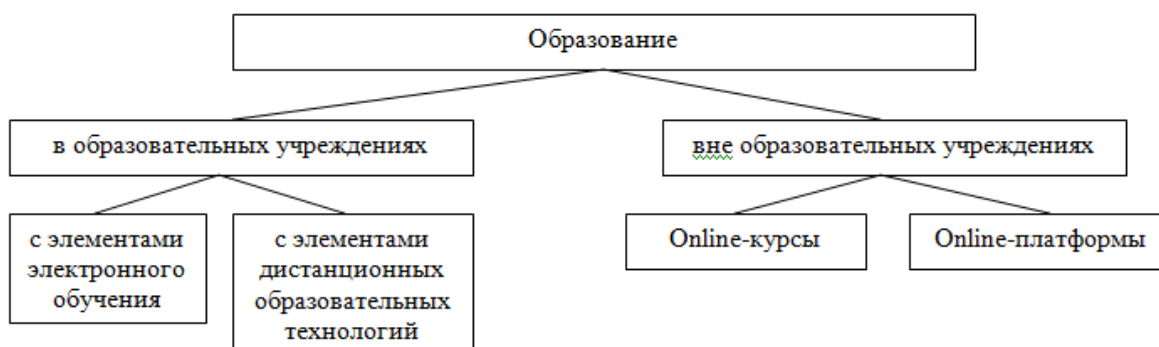 Образование
в образовательных учреждениях
вне образовательных учреждениях
с элементами
электронного
обучения
с элементами
дистанционных
образовательных
технологий
Online-курсы
Online-платформы